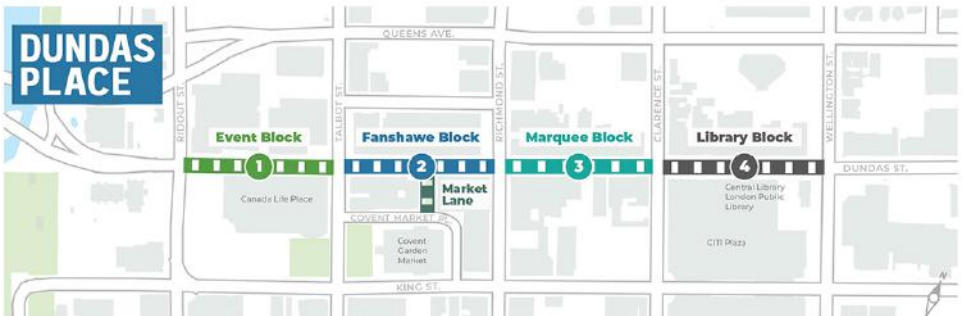 DUNDAS
PLACE
QUEENS AVE.
RIDOUT ST.
TALBOT ST.
RICHMOND ST.
CLARENCE ST.
WELLINGTON ST.
Event Block
Fanshawe Block
Marquee Block
Library Block
1
2
3
4
DUNDAS ST.
Canada Life Place
Market
Lane
Central Library
London Public
Library
COVENT MARKET PL
Covent
Garden
Market
CITI Plaza
KING ST.
N